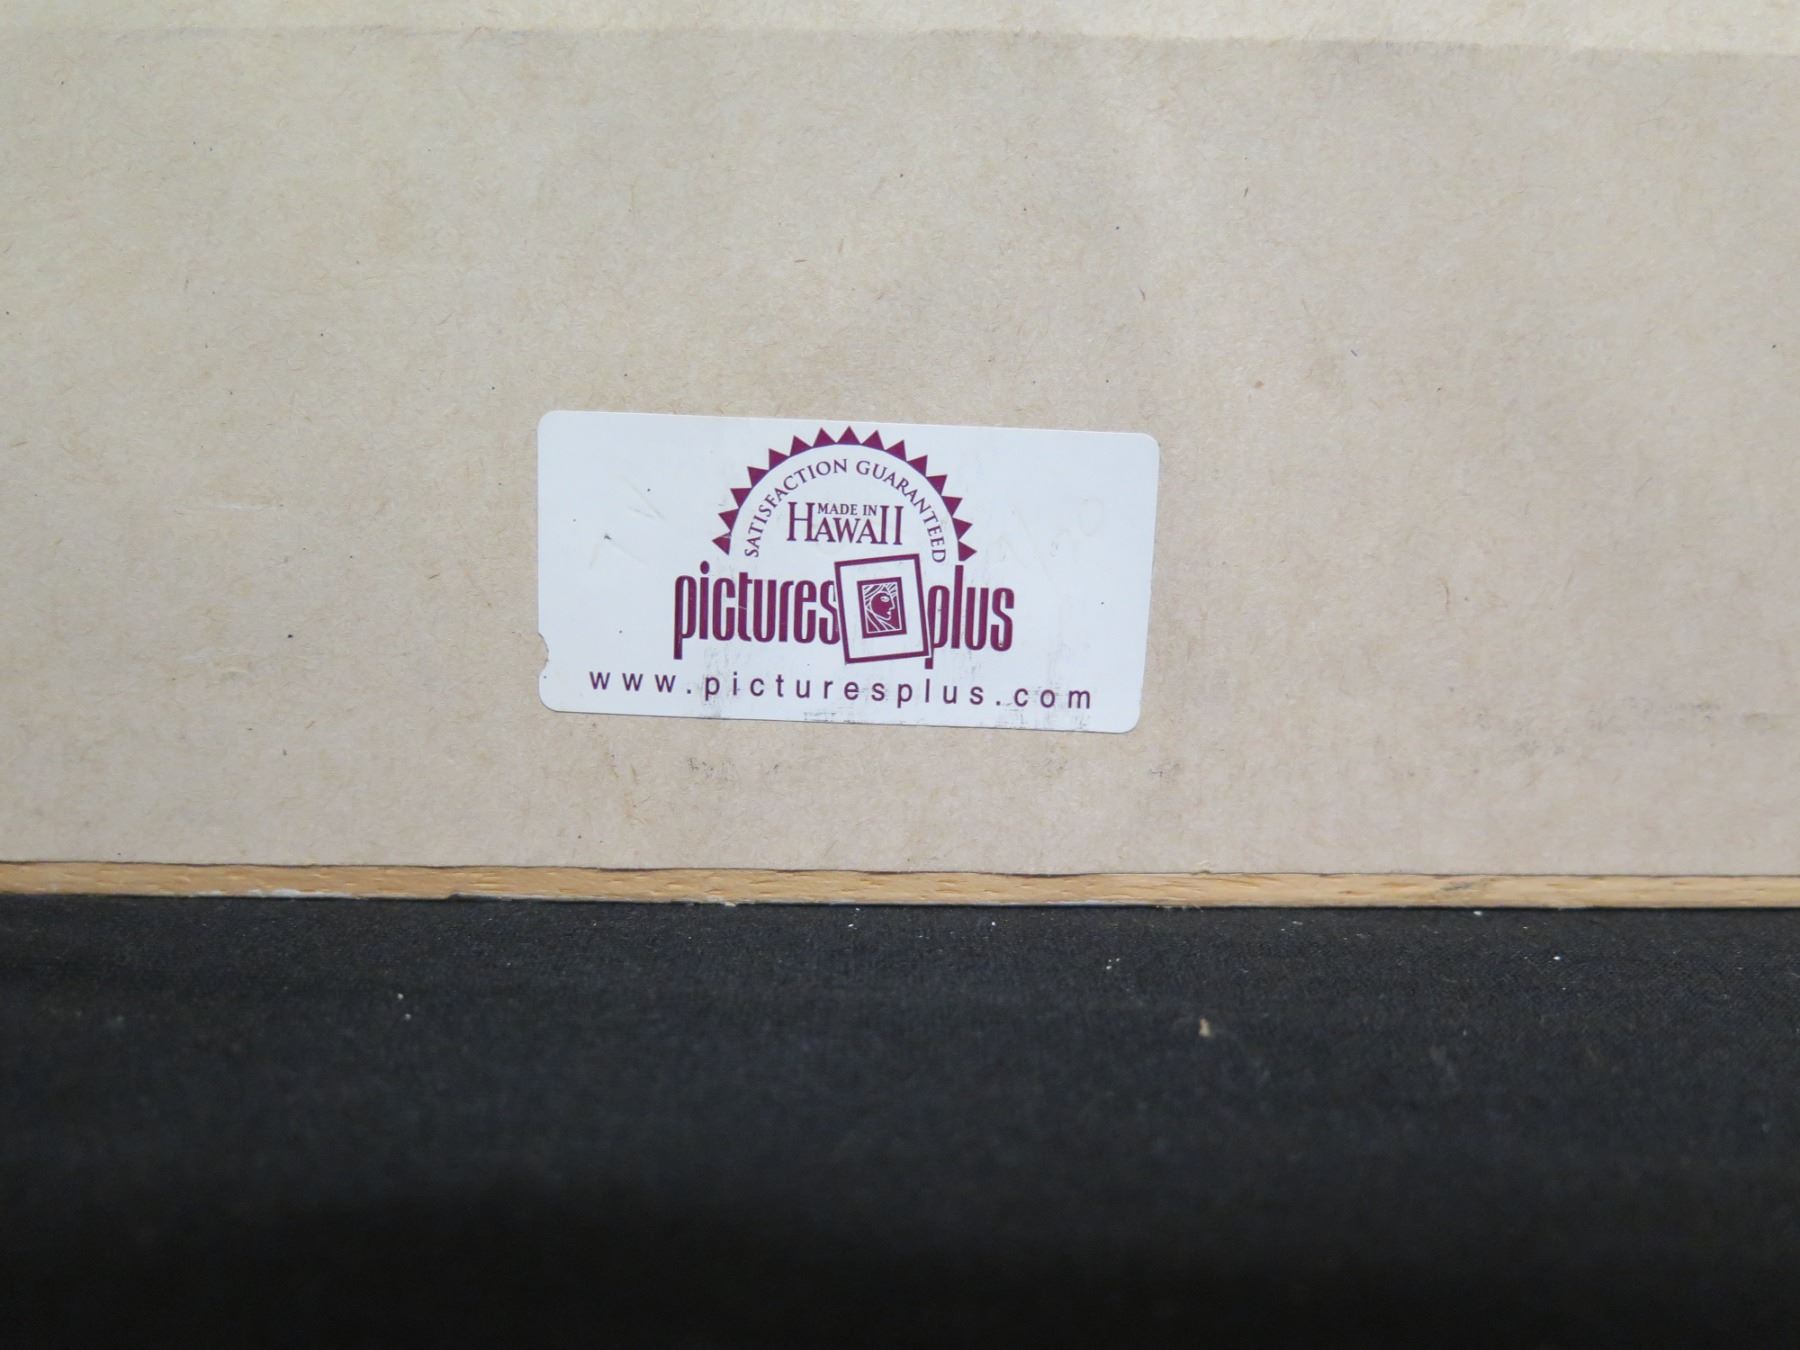 SATISFACTION GUARANTEED
MADE IN
HAWAII
pictures plus
www.picturesplus.com